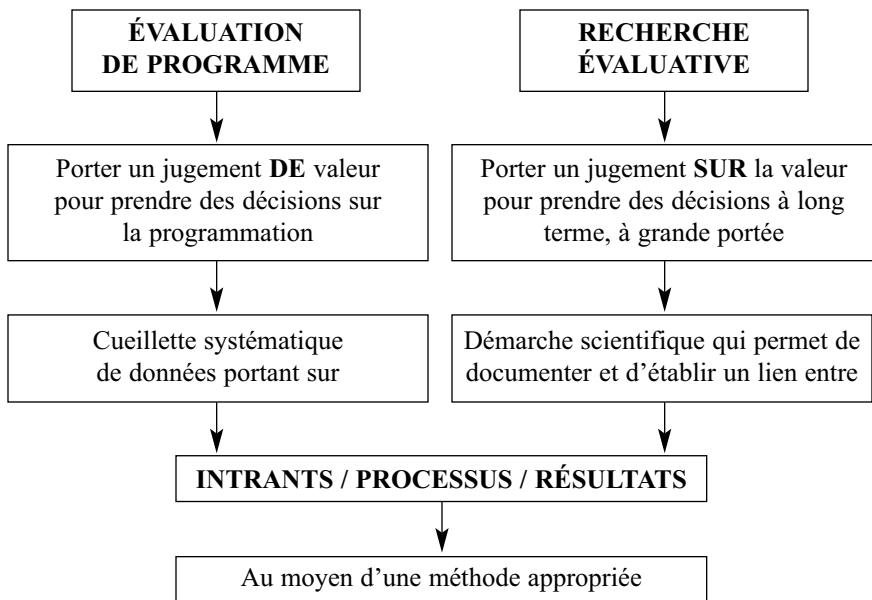 ÉVALUATION
DE PROGRAMME
Porter un jugement DE valeur
pour prendre des décisions sur
la programmation
Cueillette systématique
de données portant sur
RECHERCHE
ÉVALUATIVE
Porter un jugement SUR la valeur
pour prendre des décisions à long
terme, à grande portée
Démarche scientifique qui permet de
documenter et d’établir un lien entre
INTRANTS / PROCESSUS / RÉSULTATS
Au moyen d’une méthode appropriée